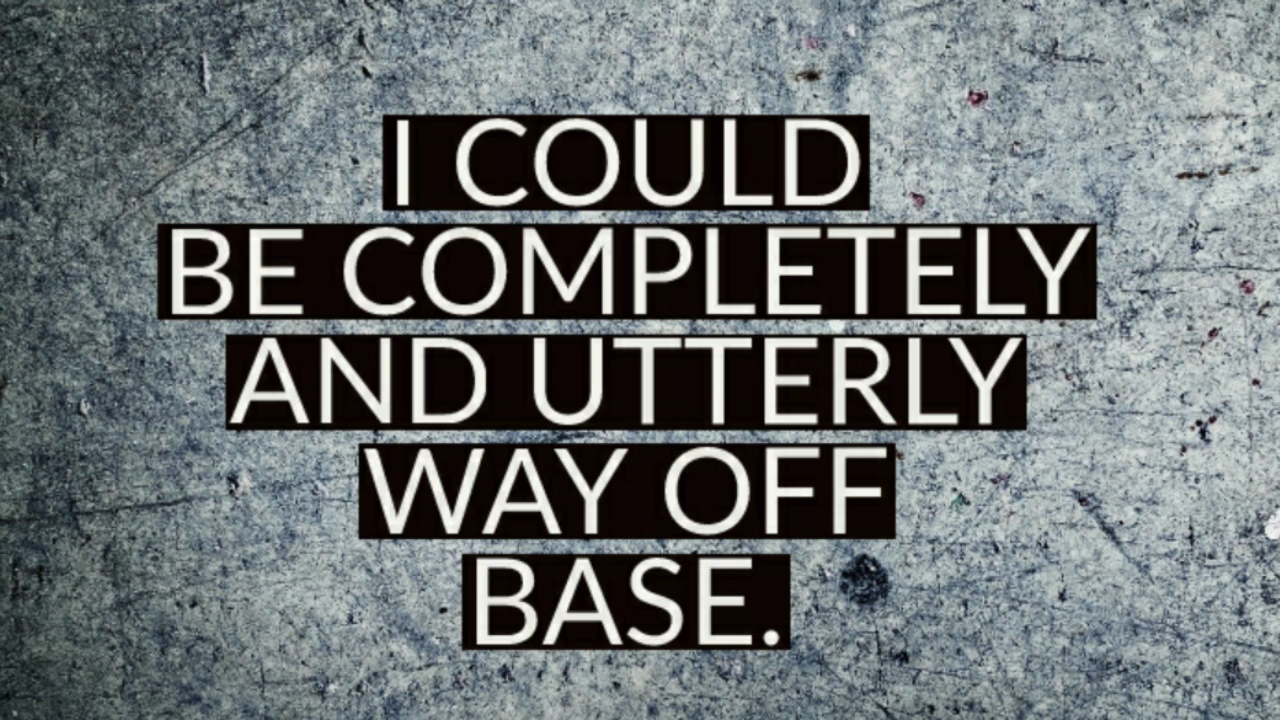 I COULD
BE COMPLETELY
AND UTTERLY
WAY OFF
BASE.